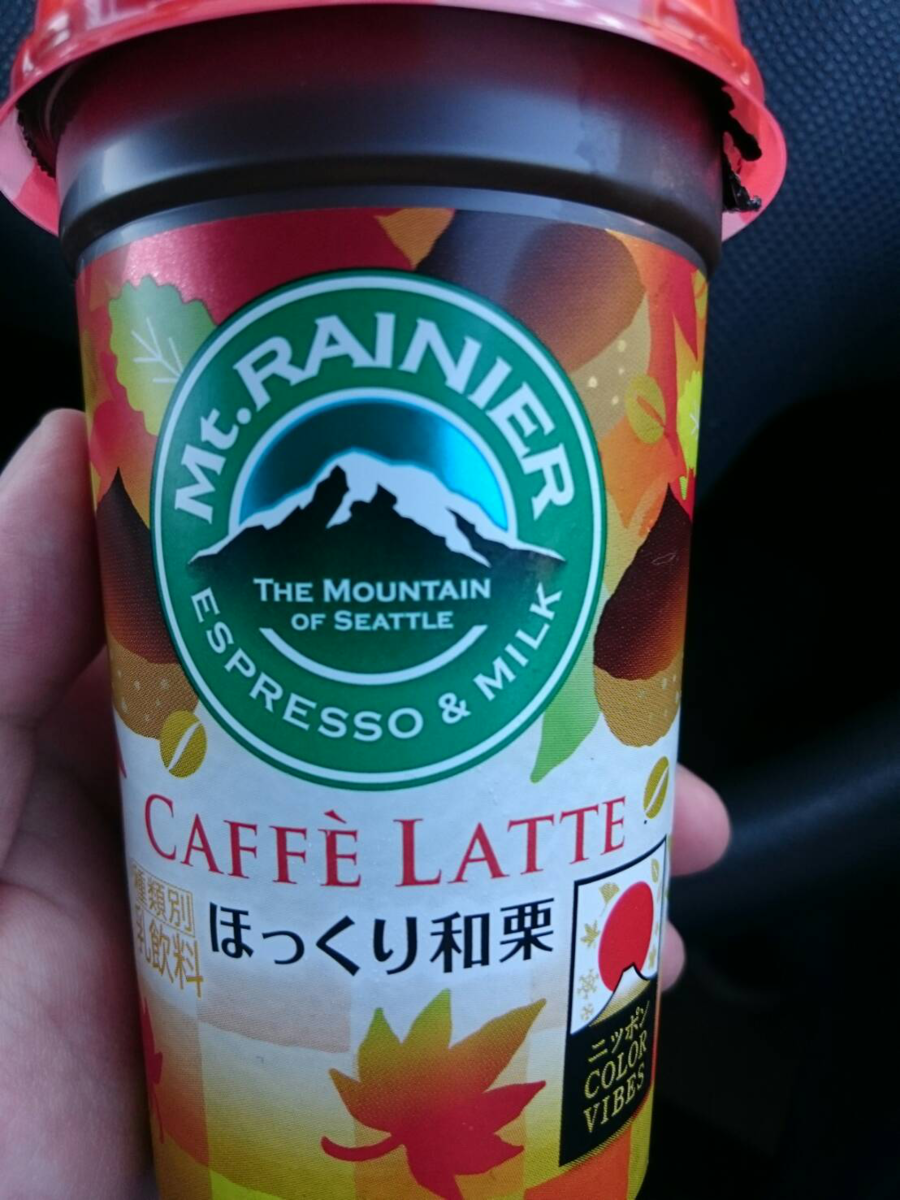 Mt. RAINIER
THE MOUNTAIN
OF SEATTLE
ESPRESSO & MILK
CAFFÈ LATTE
種類別
乳飲料
ほっくり和栗
ニッポン
COLOR
VIBES